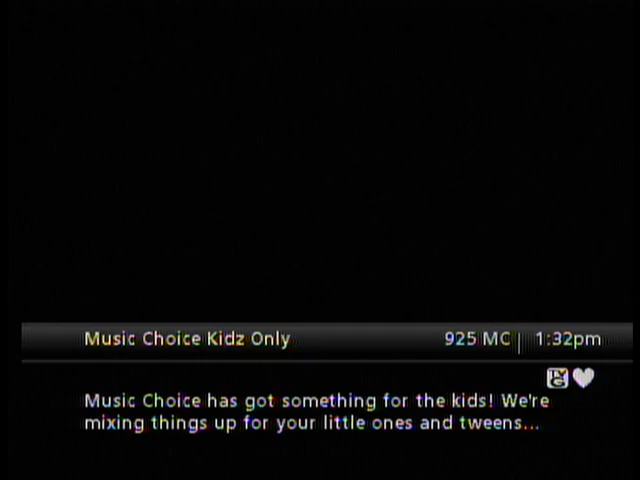 Music Choice Kidz Only 925 MC 1:32pm
TV G
Music Choice has got something for the kids! We're
mixing things up for your little ones and tweens...